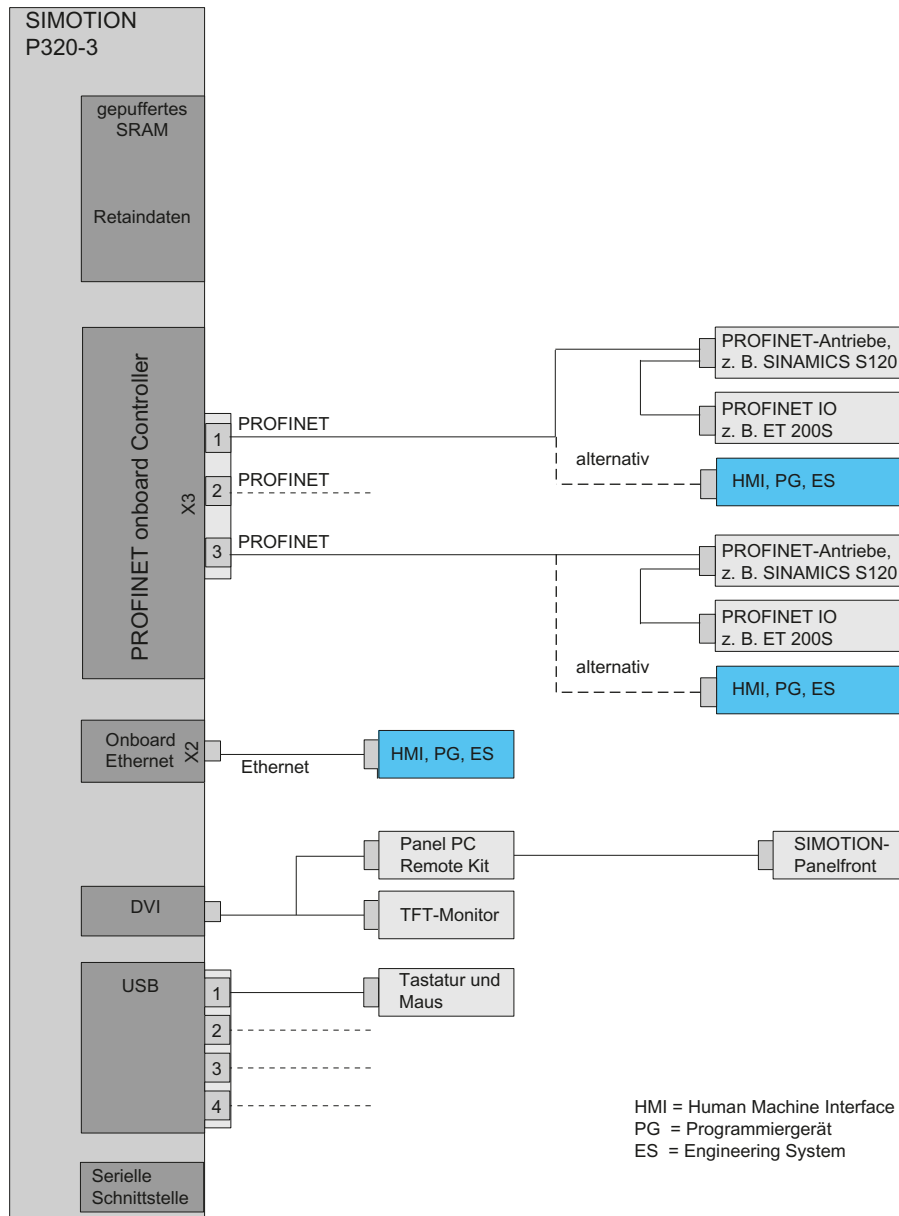 SIMOTION
P320-3
gepuffertes
SRAM
Retaindaten
PROFINET onboard Controller
X3
1
PROFINET
2
PROFINET
3
PROFINET
PROFINET-Antriebe,
z. B. SINAMICS S120
PROFINET IO
z. B. ET 200S
alternativ
HMI, PG, ES
PROFINET-Antriebe,
z. B. SINAMICS S120
PROFINET IO
z. B. ET 200S
alternativ
HMI, PG, ES
Onboard
Ethernet
X2
Ethernet
HMI, PG, ES
DVI
Panel PC
Remote Kit
SIMOTION-
Panelfront
TFT-Monitor
USB
1
2
3
4
Tastatur und
Maus
Serielle
Schnittstelle
HMI = Human Machine Interface
PG = Programmiergerät
ES = Engineering System